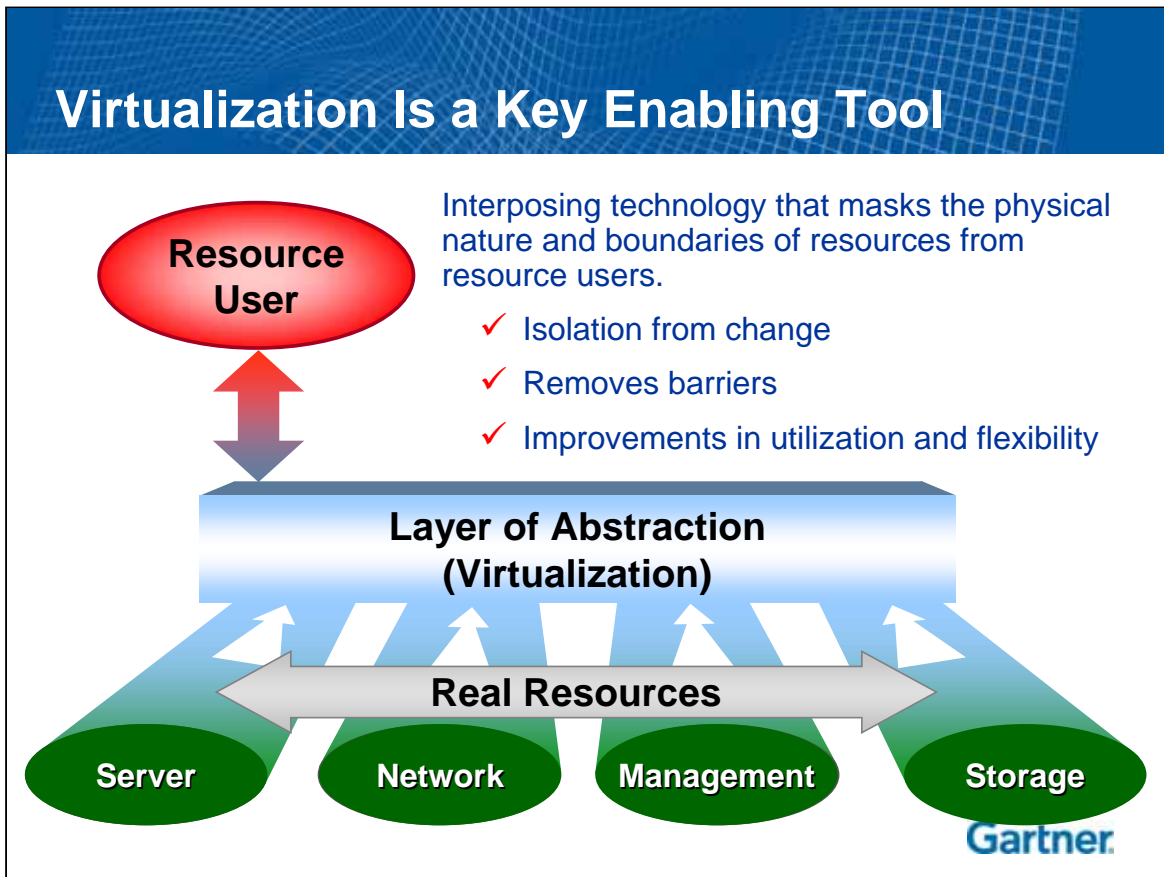 Virtualization Is a Key Enabling Tool
Resource
User
Interposing technology that masks the physical
nature and boundaries of resources from
resource users.
✓ Isolation from change
✓ Removes barriers
✓ Improvements in utilization and flexibility
Layer of Abstraction
(Virtualization)
Real Resources
Server
Network
Management
Storage
Gartner.